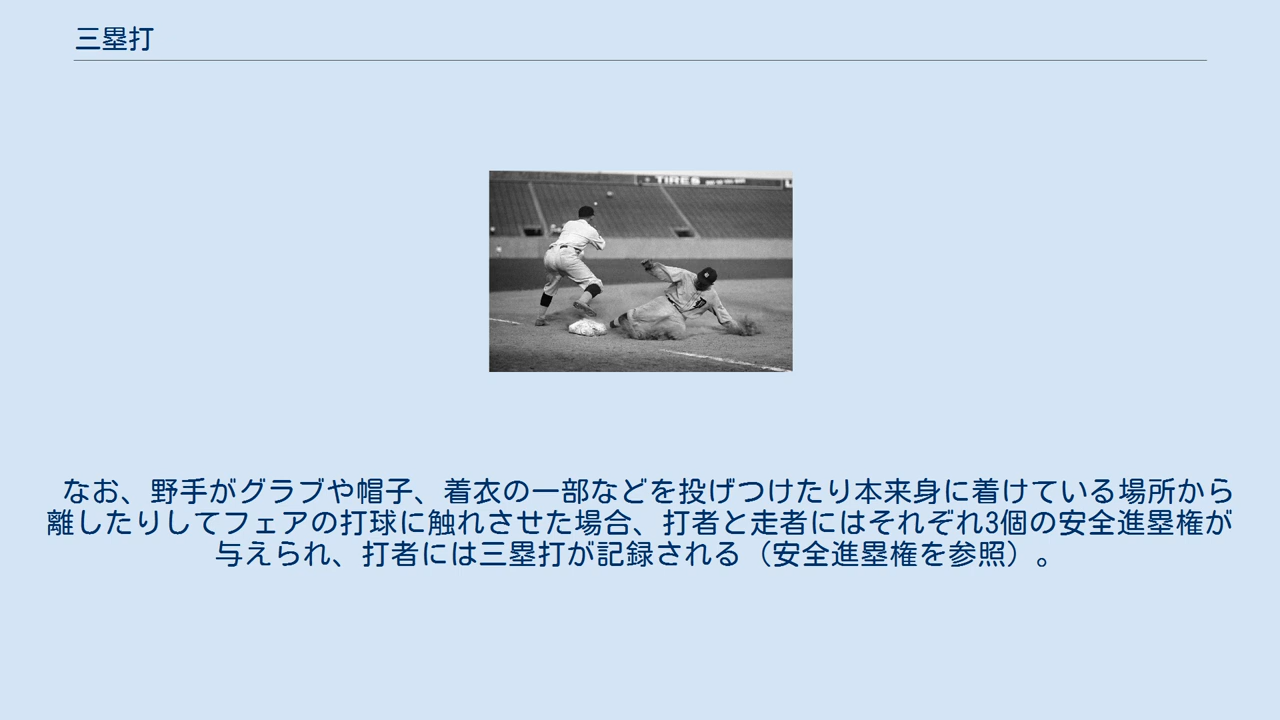 三塁打
TIRES
なお、野手がグラブや帽子、着衣の一部などを投げつけたり本来身に着けている場所から
離したりしてフェアの打球に触れさせた場合、打者と走者にはそれぞれ3個の安全進塁権が
与えられ、打者には三塁打が記録される（安全進塁権を参照）。